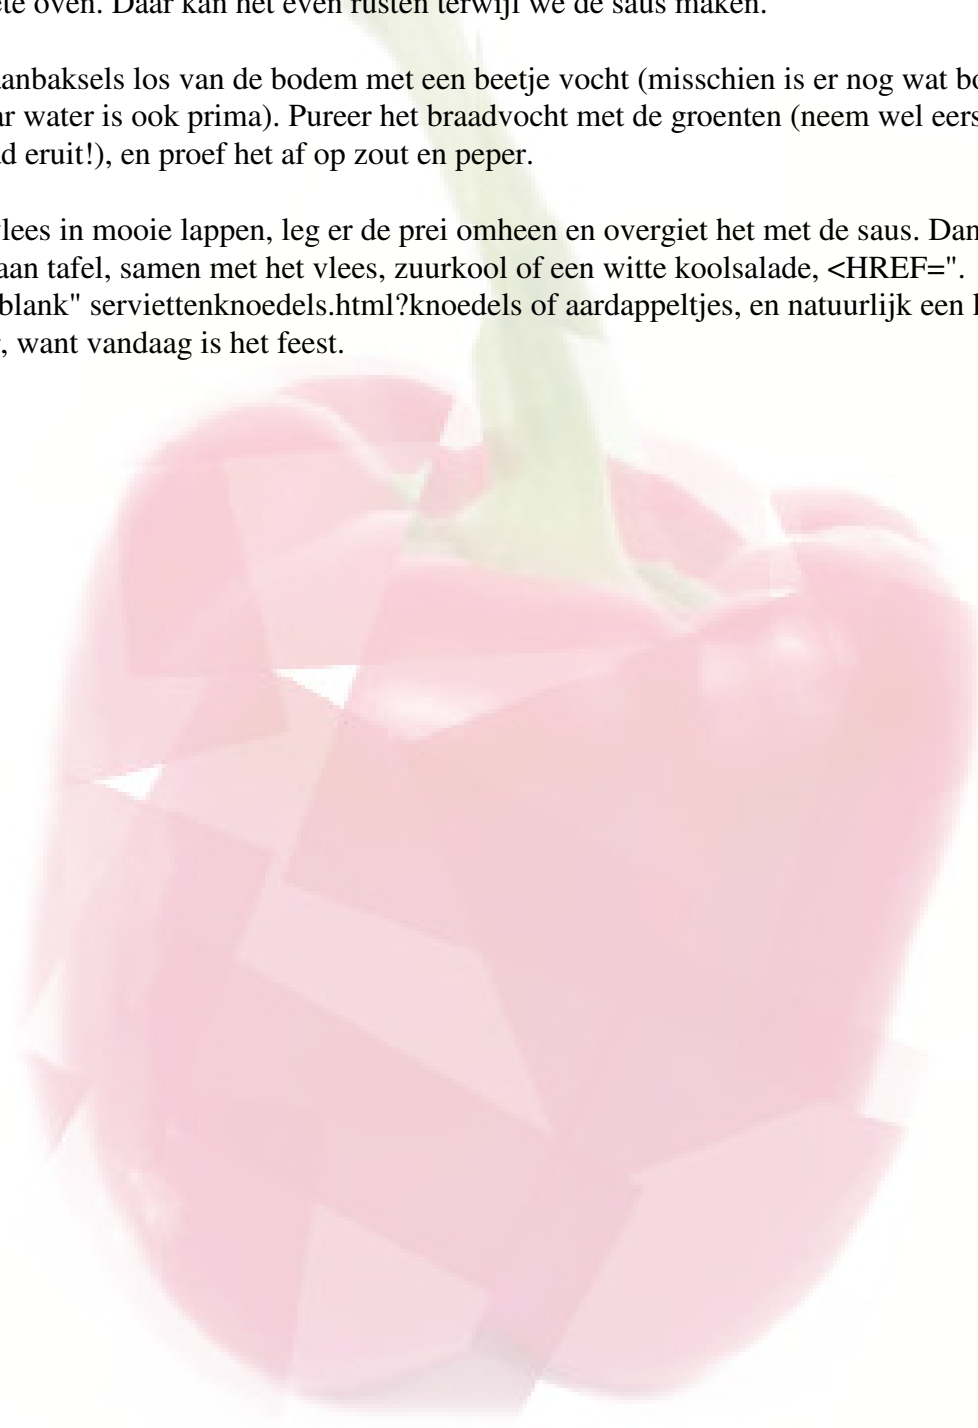 ete oven. Daar kan het even rusten terwijl we de saus maken.
anbaksels los van de bodem met een beetje vocht (misschien is er nog wat bo
ar water is ook prima). Pureer het braadvocht met de groenten (neem wel eers
d eruit!), en proef het af op zout en peper.
lees in mooie lappen, leg er de prei omheen en overgiet het met de saus. Dan
aan tafel, samen met het vlees, zuurkool of een witte koolsalade, <HREF=".
blank" serviettenknoedels.html?knoedels of aardappeltjes, en natuurlijk een
, want vandaag is het feest.